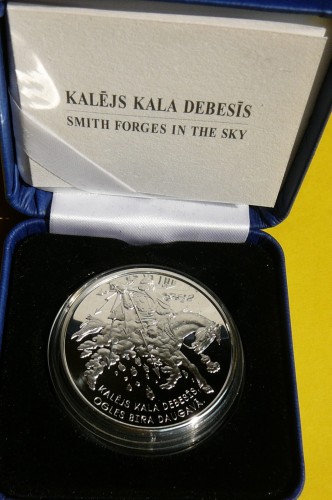 KALĒJS KALA DEBESĪS
SMITH FORGES IN THE SKY
KALĒJS KALA DEBESĪS
OGLES BIRA DAUGAVĀ